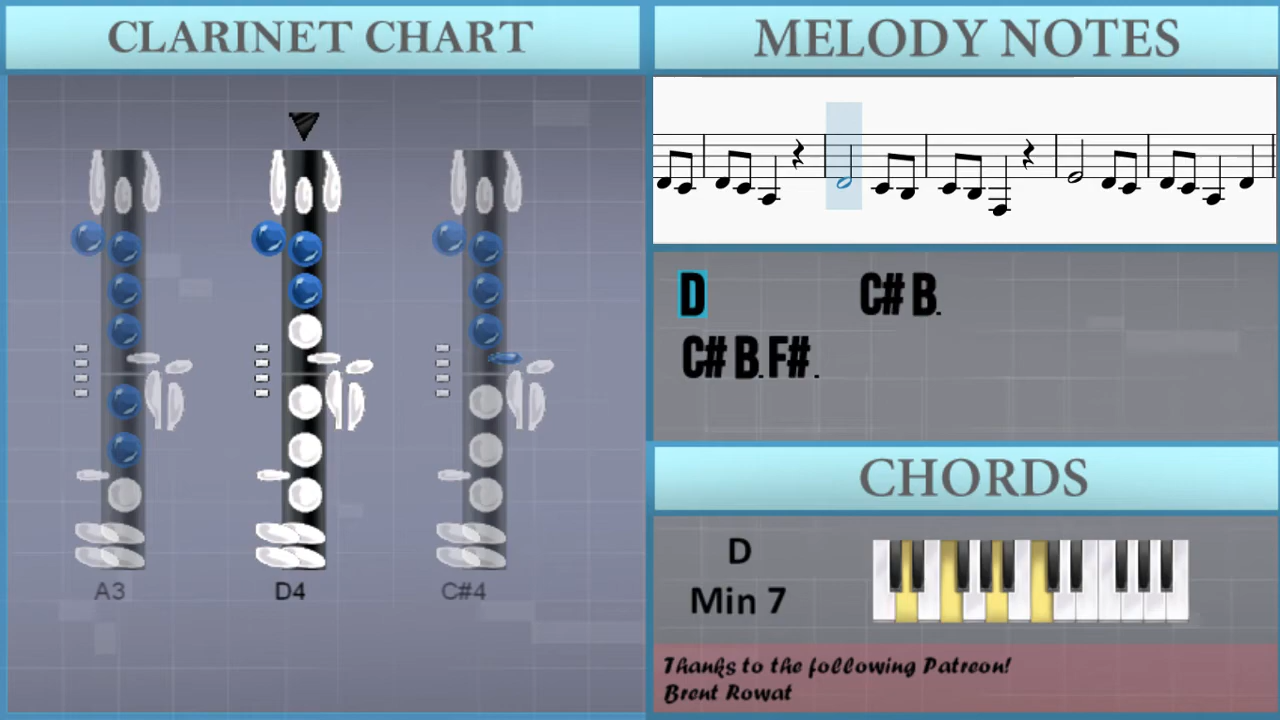 CLARINET CHART
MELODY NOTES
D C# B.
C# B. F# .
A3 D4 C#4
CHORDS
D
Min 7
Thanks to the following Patreon!
Brent Rowat